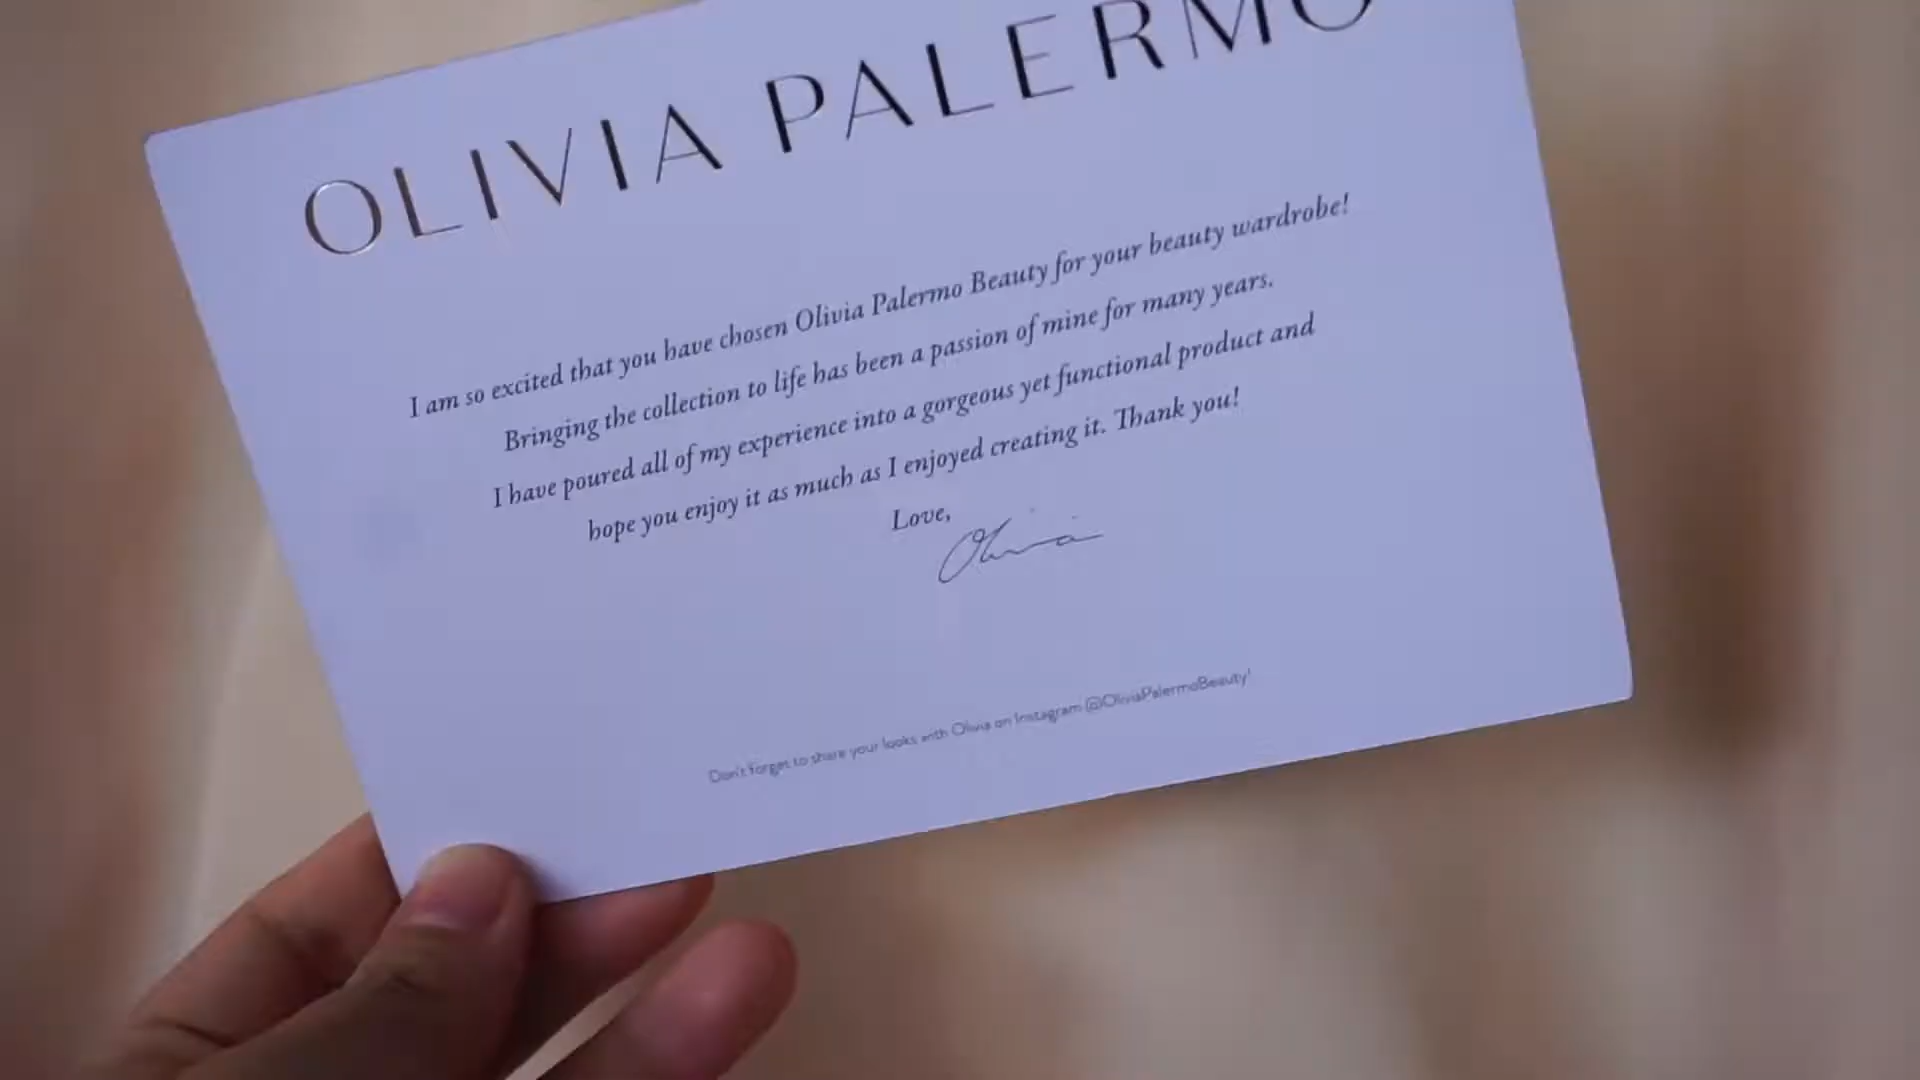 OLIVIA PALERMO
I am so excited that you have chosen Olivia Palermo Beauty for your beauty wardrobe!
Bringing the collection to life has been a passion of mine for many years.
I have poured all of my experience into a gorgeous yet functional product and
hope you enjoy it as much as I enjoyed creating it. Thank you!
Love,
Olivia
Don't forget to share your looks with Olivia on Instagram @OliviaPalermoBeauty!